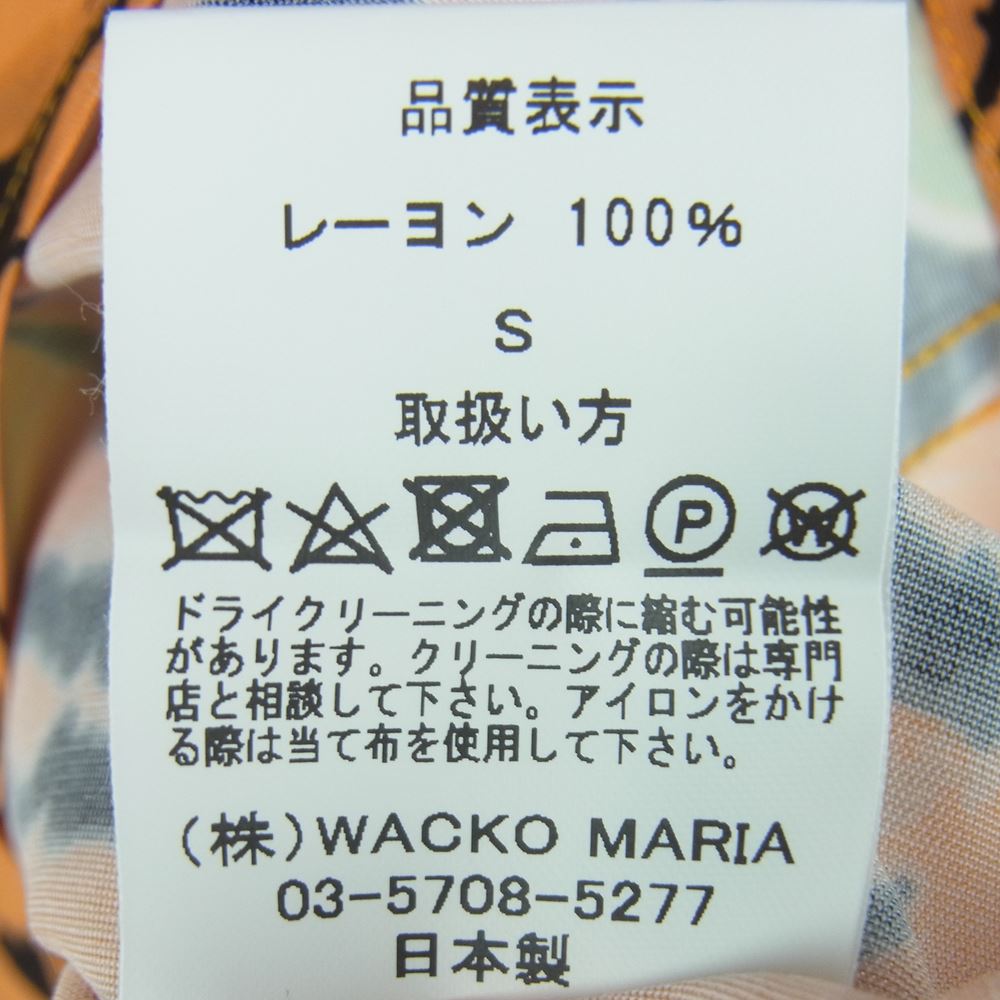 品質表示
レーヨン 100%
S
取扱い方
P W
ドライクリーニングの際に縮む可能性
があります。クリーニングの際は専門
店と相談して下さい。アイロンをかけ
る際は当て布を使用して下さい。
(株)WACKO MARIA
03-5708-5277
日本製